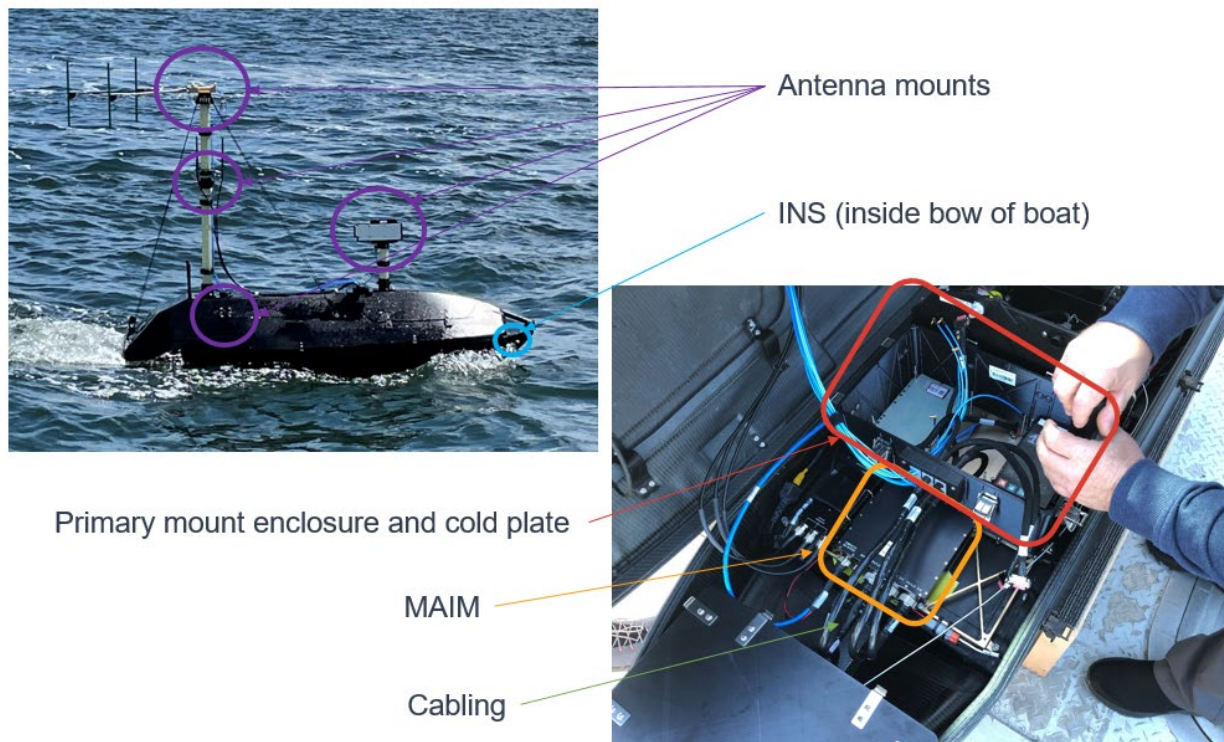 Antenna mounts
INS (inside bow of boat)
Primary mount enclosure and cold plate
MAIM
Cabling